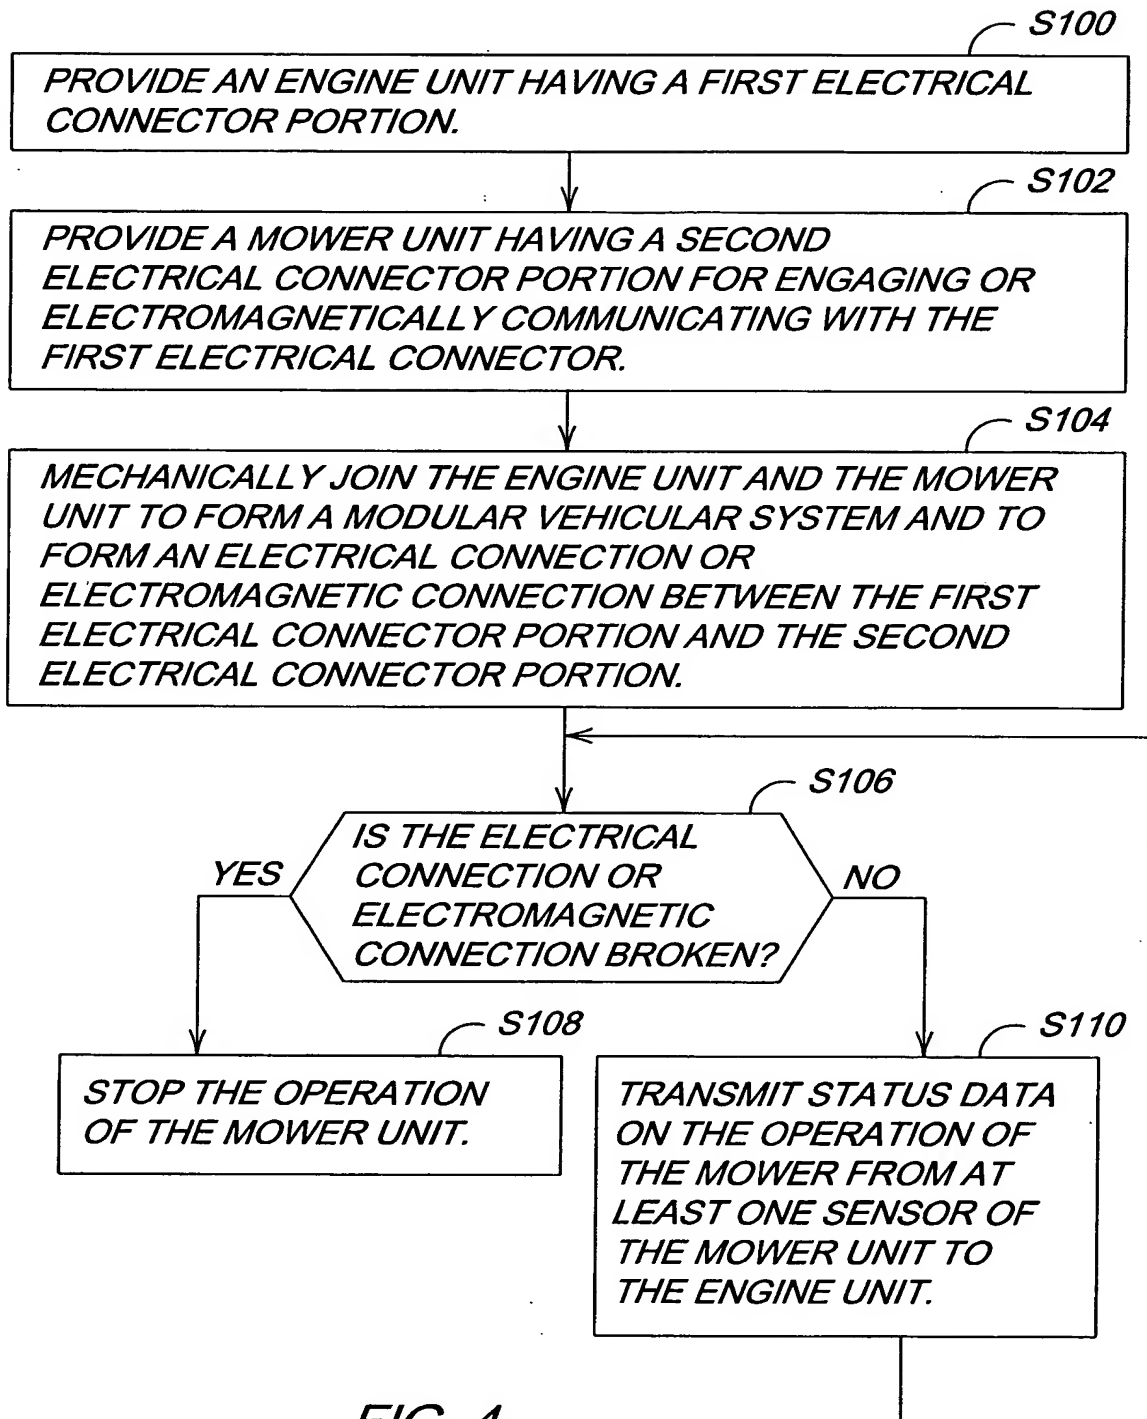 S100
PROVIDE AN ENGINE UNIT HAVING A FIRST ELECTRICAL
CONNECTOR PORTION.
S102
PROVIDE A MOWER UNIT HAVING A SECOND
ELECTRICAL CONNECTOR PORTION FOR ENGAGING OR
ELECTROMAGNETICALLY COMMUNICATING WITH THE
FIRST ELECTRICAL CONNECTOR.
S104
MECHANICALLY JOIN THE ENGINE UNIT AND THE MOWER
UNIT TO FORM A MODULAR VEHICULAR SYSTEM AND TO
FORM AN ELECTRICAL CONNECTION OR
ELECTROMAGNETIC CONNECTION BETWEEN THE FIRST
ELECTRICAL CONNECTOR PORTION AND THE SECOND
ELECTRICAL CONNECTOR PORTION.
S106
IS THE ELECTRICAL
CONNECTION OR
ELECTROMAGNETIC
CONNECTION BROKEN?
YES
NO
S108
STOP THE OPERATION
OF THE MOWER UNIT.
S110
TRANSMIT STATUS DATA
ON THE OPERATION OF
THE MOWER FROM AT
LEAST ONE SENSOR OF
THE MOWER UNIT TO
THE ENGINE UNIT.
FIG. 4